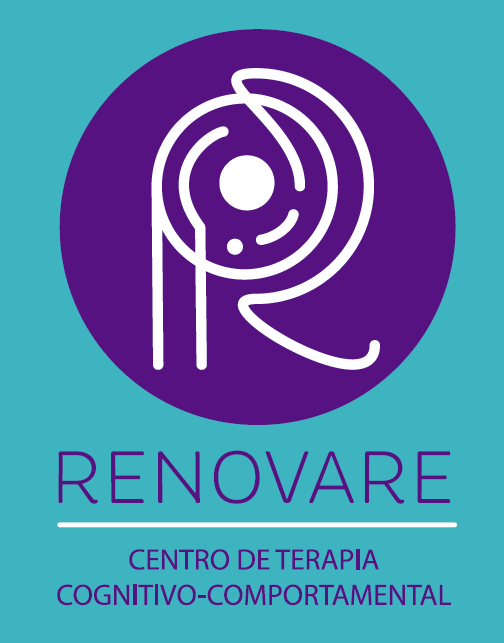 RENOVARE
CENTRO DE TERAPIA
COGNITIVO-COMPORTAMENTAL